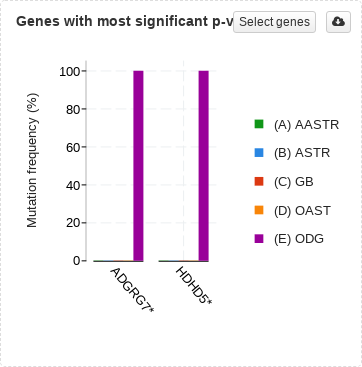 Genes with most significant p-v
Select genes
100
80
60
40
20
0
Mutation frequency (%)
ADGRG7*
HDHD5*
(A) AASTR
(B) ASTR
(C) GB
(D) OAST
(E) ODG